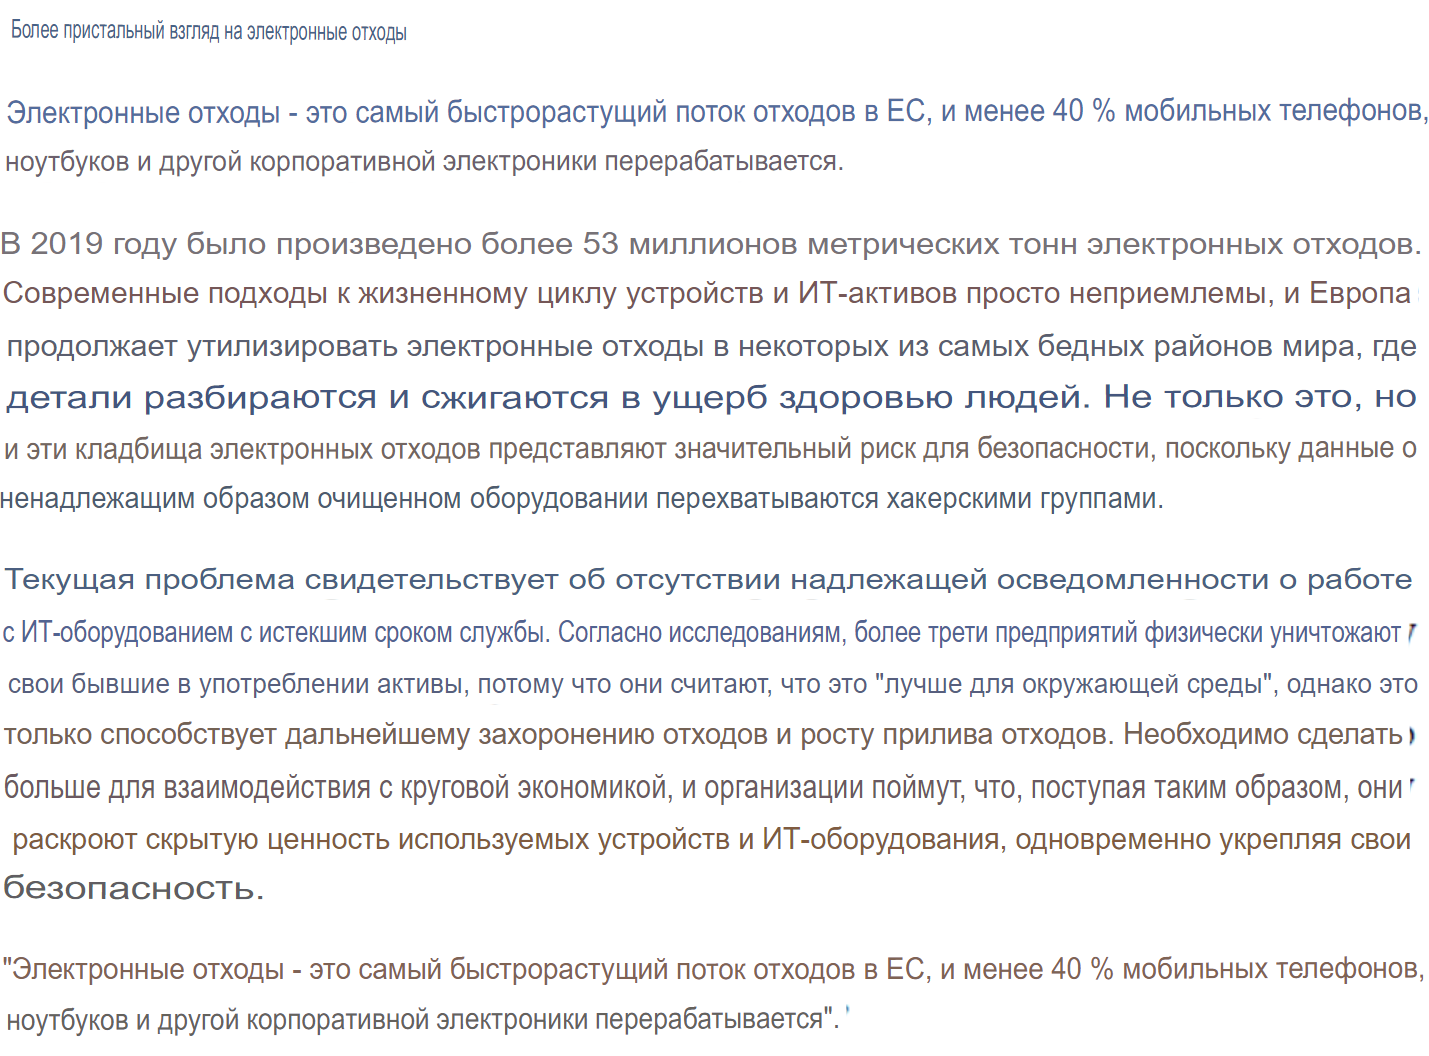 Более пристальный взгляд на электронные отходы
Электронные отходы - это самый быстрорастущий поток отходов в ЕС, и менее 40 % мобильных телефонов,
ноутбуков и другой корпоративной электроники перерабатывается.
В 2019 году было произведено более 53 миллионов метрических тонн электронных отходов.
Современные подходы к жизненному циклу устройств и ИТ-активов просто неприемлемы, и Европа
продолжает утилизировать электронные отходы в некоторых из самых бедных районов мира, где
детали разбираются и сжигаются в ущерб здоровью людей. Не только это, но
и эти кладбища электронных отходов представляют значительный риск для безопасности, поскольку данные о
ненадлежащим образом очищенном оборудовании перехватываются хакерскими группами.
Текущая проблема свидетельствует об отсутствии надлежащей осведомленности о работе
с ИТ-оборудованием с истекшим сроком службы. Согласно исследованиям, более трети предприятий физически уничтожают
свои бывшие в употреблении активы, потому что они считают, что это "лучше для окружающей среды", однако это
только способствует дальнейшему захоронению отходов и росту прилива отходов. Необходимо сделать
больше для взаимодействия с круговой экономикой, и организации поймут, что, поступая таким образом, они
раскроют скрытую ценность используемых устройств и ИТ-оборудования, одновременно укрепляя свои
безопасность.
"Электронные отходы - это самый быстрорастущий поток отходов в ЕС, и менее 40 % мобильных телефонов,
ноутбуков и другой корпоративной электроники перерабатывается".